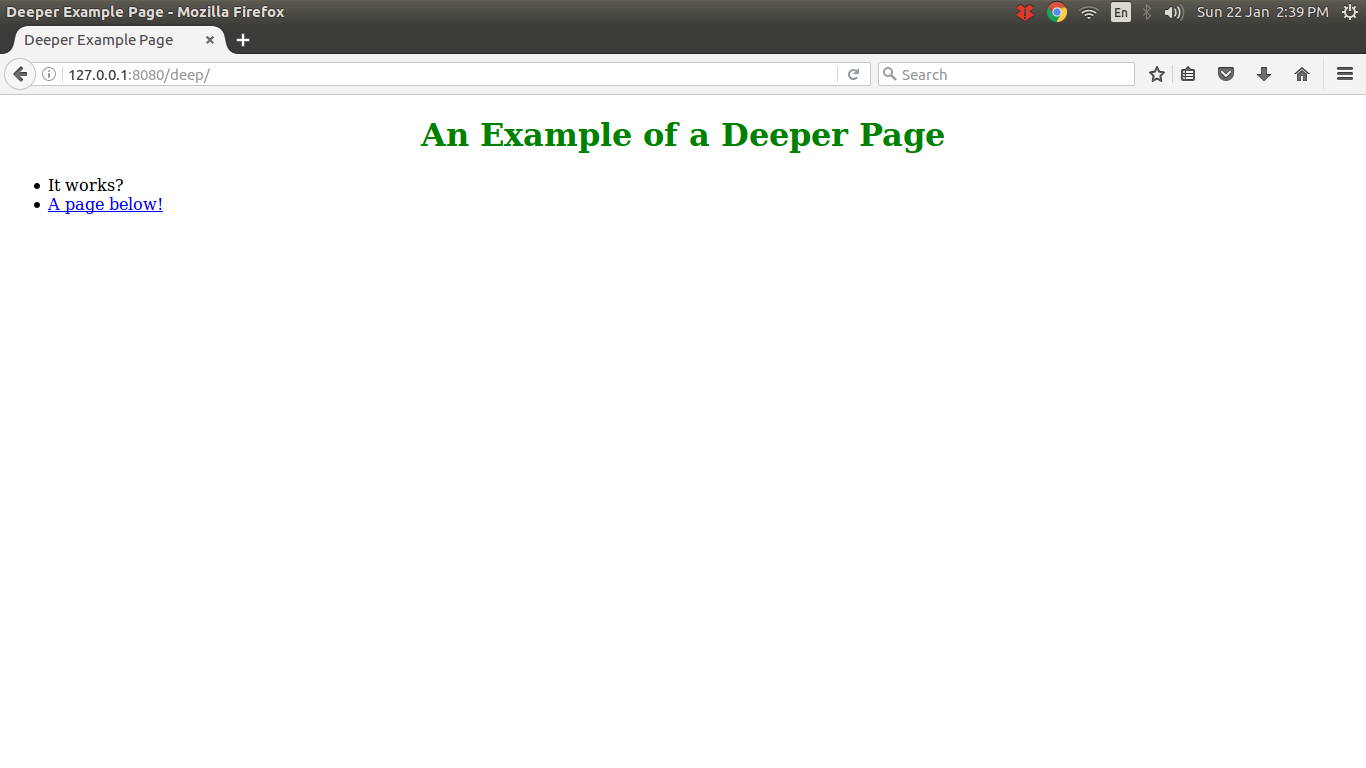 Deeper Example Page - Mozilla Firefox
En
Sun 22 Jan 2:39 PM
Deeper Example Page
127.0.0.1:8080/deep/
Search
An Example of a Deeper Page
It works?
A page below!